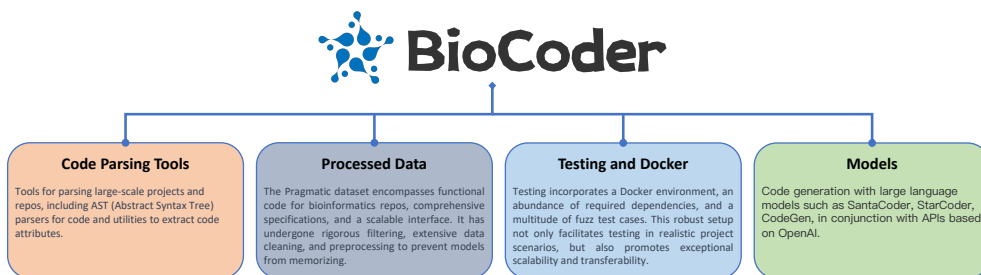 BioCoder
Code Parsing Tools
Tools for parsing large-scale projects and
repos, including AST (Abstract Syntax Tree)
parsers for code and utilities to extract code
attributes.
Processed Data
The Pragmatic dataset encompasses functional
code for bioinformatics repos, comprehensive
specifications, and a scalable interface. It has
undergone rigorous filtering, extensive data
cleaning, and preprocessing to prevent models
from memorizing.
Testing and Docker
Testing incorporates a Docker environment, an
abundance of required dependencies, and a
multitude of fuzz test cases. This robust setup
not only facilitates testing in realistic project
scenarios, but also promotes exceptional
scalability and transferability.
Models
Code generation with large language
models such as SantaCoder, StarCoder,
CodeGen, in conjunction with APIs based
on OpenAI.